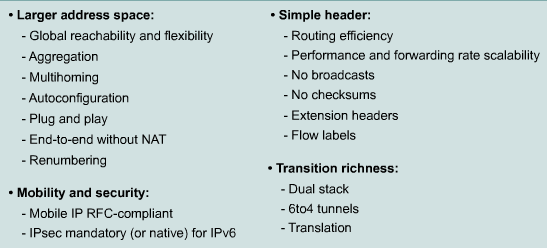 • Larger address space:
- Global reachability and flexibility
- Aggregation
- Multihoming
- Autoconfiguration
- Plug and play
- End-to-end without NAT
- Renumbering
• Mobility and security:
- Mobile IP RFC-compliant
- IPsec mandatory (or native) for IPv6
• Simple header:
- Routing efficiency
- Performance and forwarding rate scalability
- No broadcasts
- No checksums
- Extension headers
- Flow labels
• Transition richness:
- Dual stack
- 6to4 tunnels
- Translation